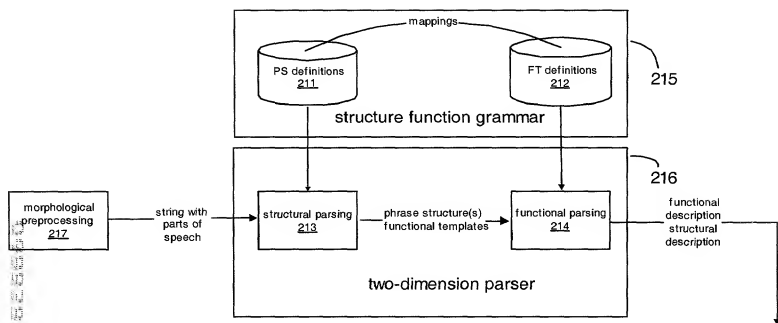 mappings
PS definitions
211
FT definitions
212
215
structure function grammar
216
morphological
preprocessing
217
string with
parts of
speech
structural parsing
213
phrase structure(s)
functional templates
functional parsing
214
functional
description
structural
description
two-dimension parser